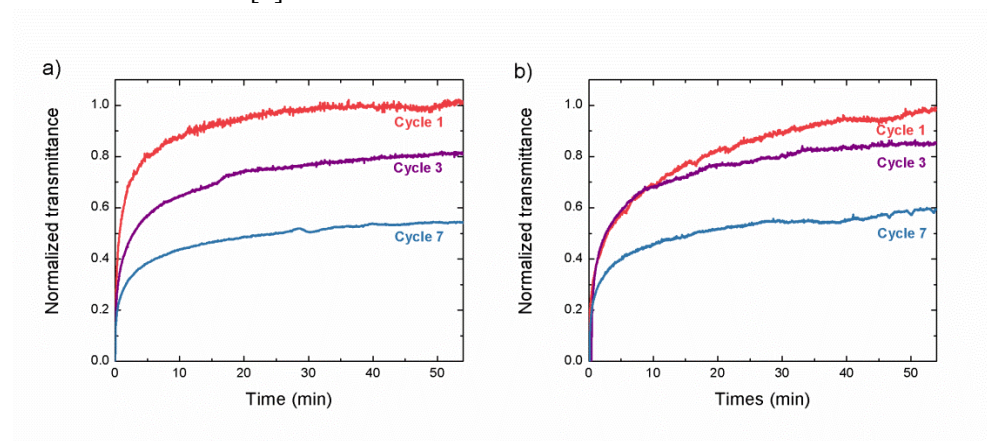 a)
Normalized transmittance
1.0
0.8
0.6
0.4
0.2
0.0
Cycle 1
Cycle 3
Cycle 7
0 10 20 30 40 50
Time (min)
b)
Normalized transmittance
1.0
0.8
0.6
0.4
0.2
0.0
Cycle 1
Cycle 3
Cycle 7
0 10 20 30 40 50
Times (min)